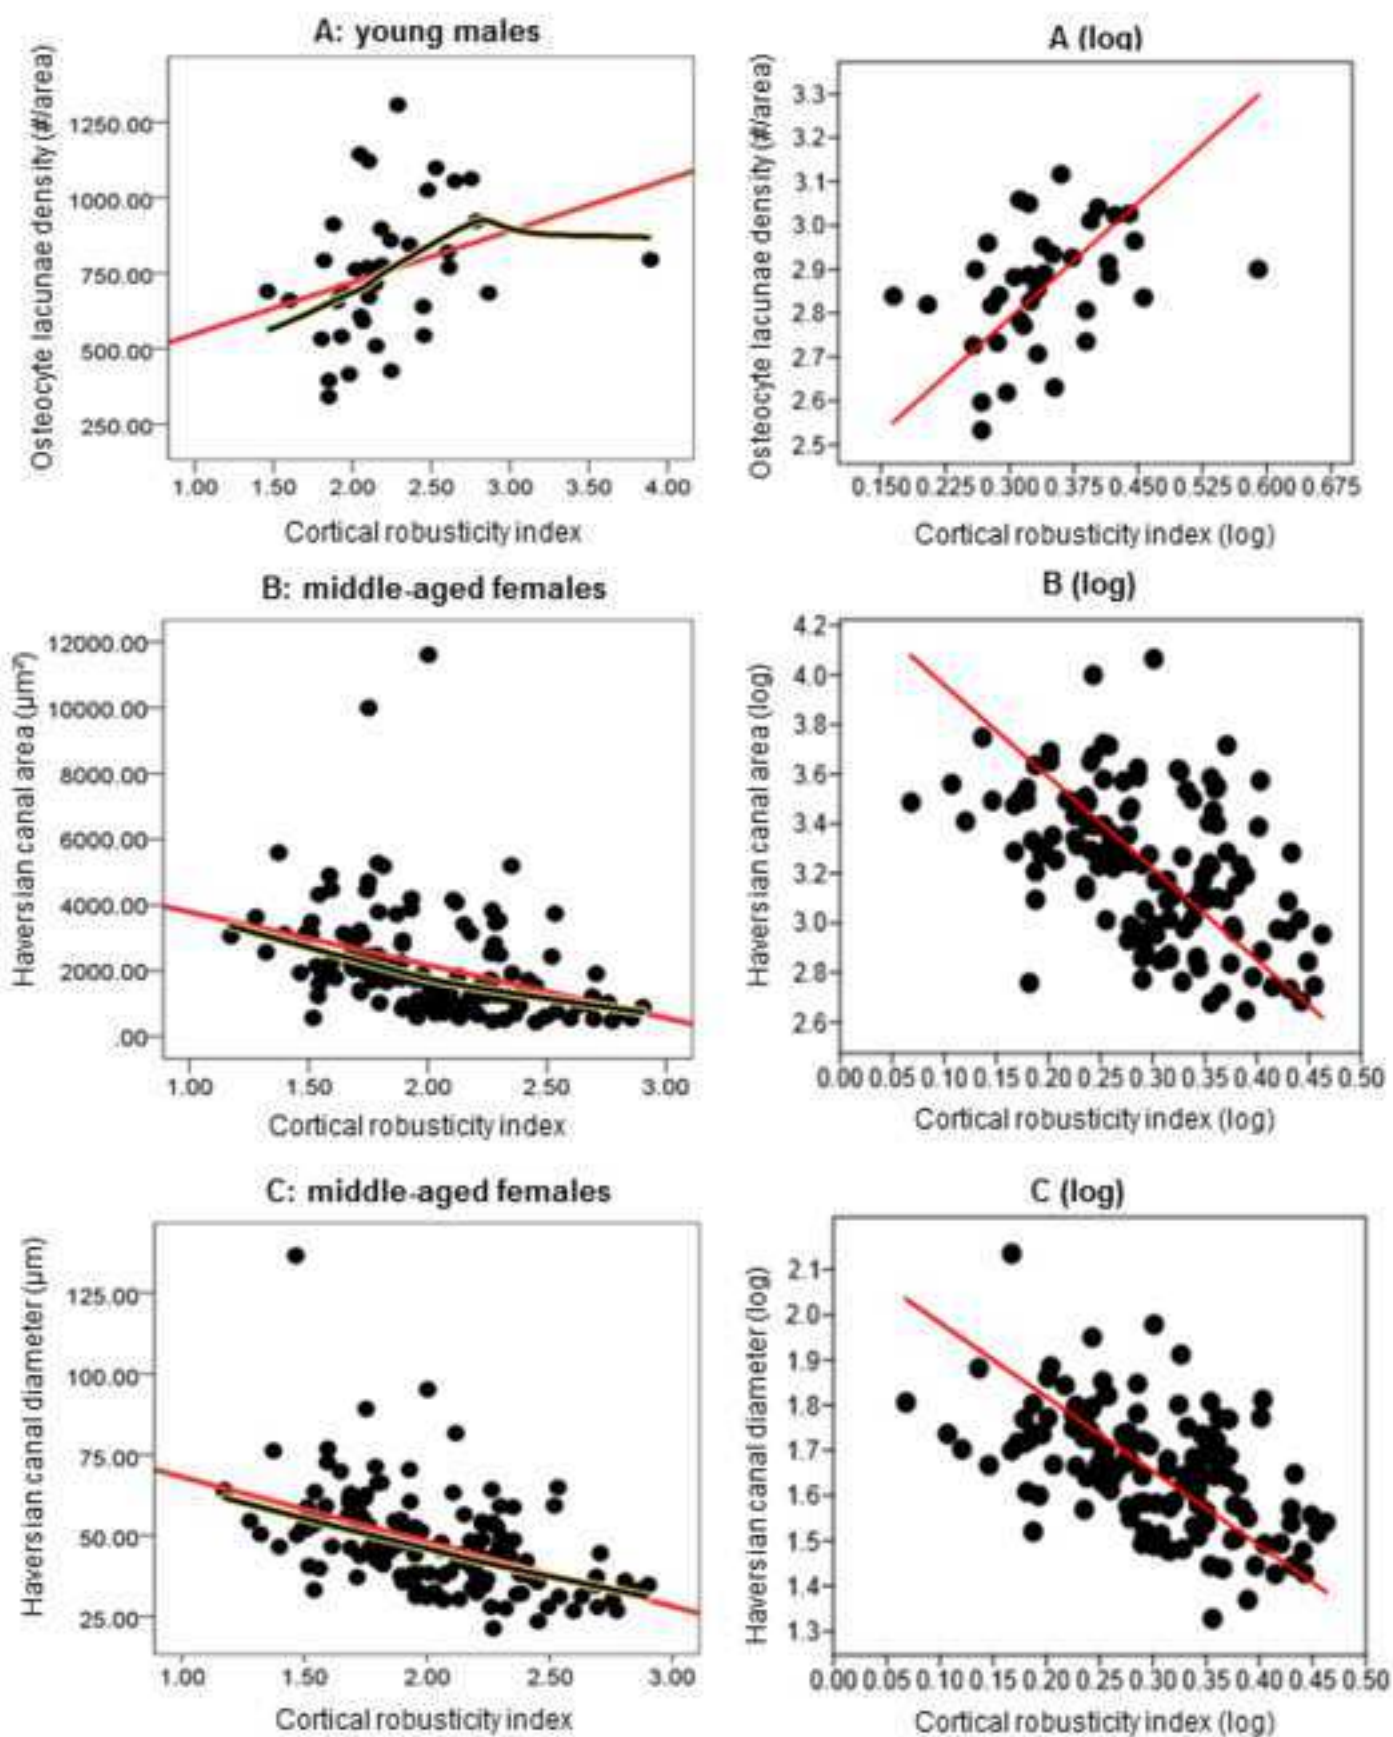 A: young males
Osteocyte lacunae density (#/area)
1250.00
1000.00
750.00
500.00
250.00
1.00 1.50 2.00 2.50 3.00 3.50 4.00
Cortical robusticity index
A (log)
Osteocyte lacunae density (#/area)
3.3
3.2
3.1
3.0
2.9
2.8
2.7
2.6
2.5
0.150 0.225 0.300 0.375 0.450 0.525 0.600 0.675
Cortical robusticity index (log)
B: middle-aged females
Haversian canal area (µm²)
12000.00
10000.00
8000.00
6000.00
4000.00
2000.00
.00
1.00 1.50 2.00 2.50 3.00
Cortical robusticity index
B (log)
Haversian canal area (log)
4.2
4.0
3.8
3.6
3.4
3.2
3.0
2.8
2.6
0.00 0.05 0.10 0.15 0.20 0.25 0.30 0.35 0.40 0.45 0.50
Cortical robusticity index (log)
C: middle-aged females
Haversian canal diameter (µm)
125.00
100.00
75.00
50.00
25.00
1.00 1.50 2.00 2.50 3.00
Cortical robusticity index
C (log)
Haversian canal diameter (log)
2.1
2.0
1.9
1.8
1.7
1.6
1.5
1.4
1.3
0.00 0.05 0.10 0.15 0.20 0.25 0.30 0.35 0.40 0.45 0.50
Cortical robusticity index (log)